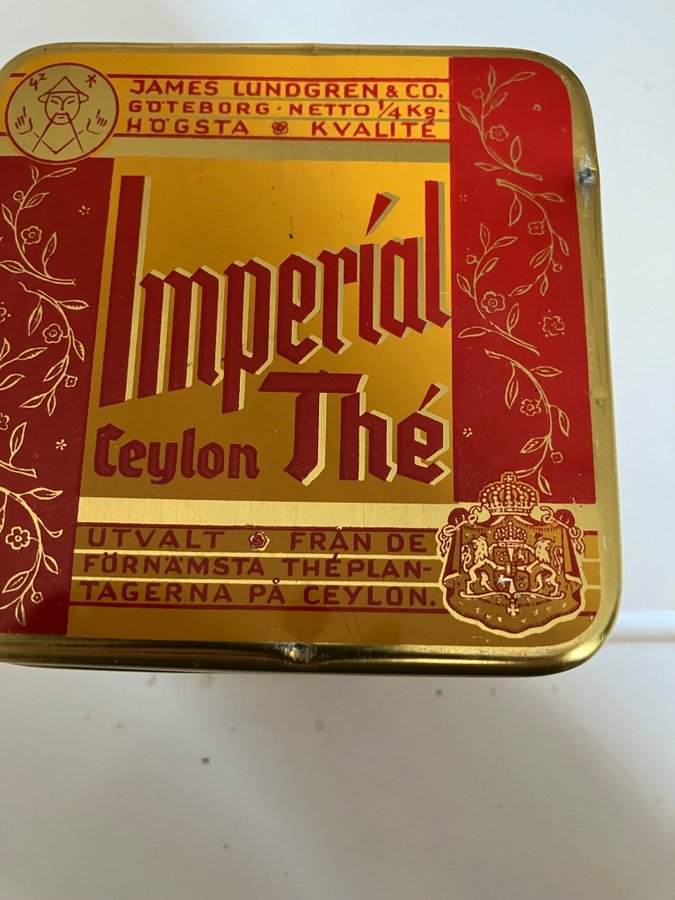 JAMES LUNDGREN & CO.
GÖTEBORG · NETTO 1/4 Kg.
HÖGSTA KVALITÉ
Imperial
Ceylon Thé
UTVALT FRÅN DE
FÖRNÄMSTA THÉPLAN-
TAGERNA PÅ CEYLON.